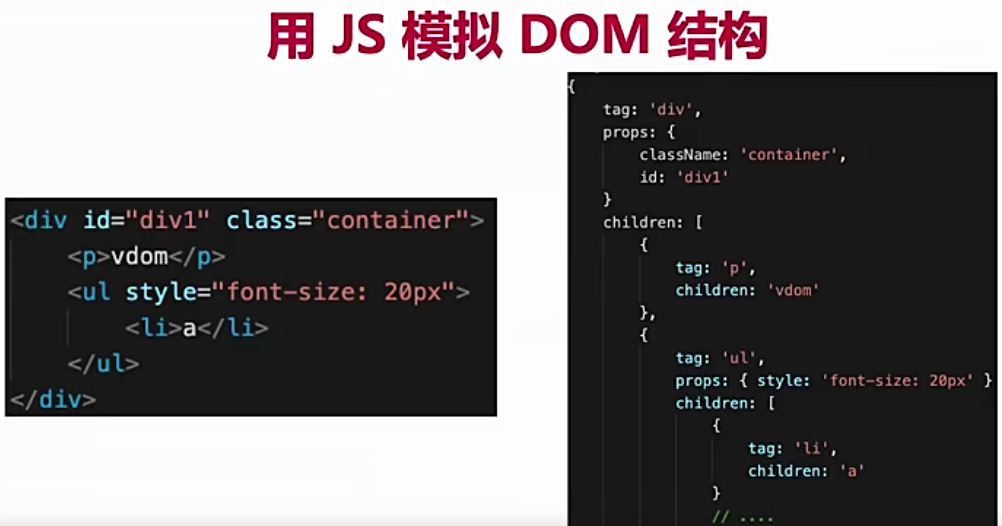 用 JS 模拟 DOM 结构
<div id="div1" class="container">
    <p>vdom</p>
    <ul style="font-size: 20px">
        <li>a</li>
    </ul>
</div>
{
    tag: 'div',
    props: {
        className: 'container',
        id: 'div1'
    }
    children: [
        {
            tag: 'p',
            children: 'vdom'
        },
        {
            tag: 'ul',
            props: { style: 'font-size: 20px' }
            children: [
                {
                    tag: 'li',
                    children: 'a'
                }
                // ....